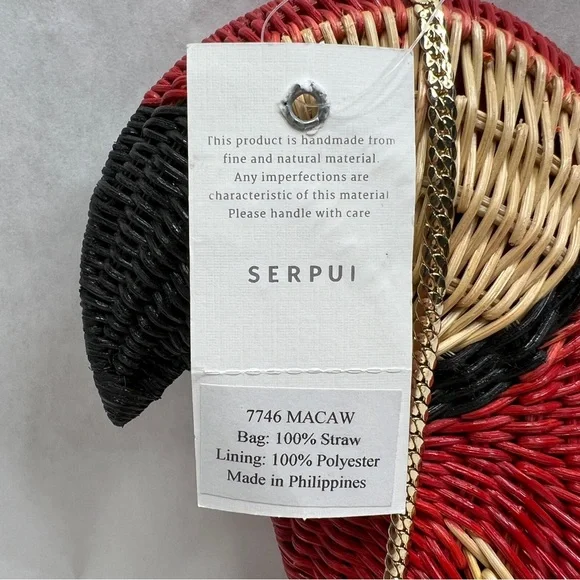 This product is handmade from
fine and natural material.
Any imperfections are
characteristic of this material
Please handle with care
SERPUI
7746 MACAW
Bag: 100% Straw
Lining: 100% Polyester
Made in Philippines